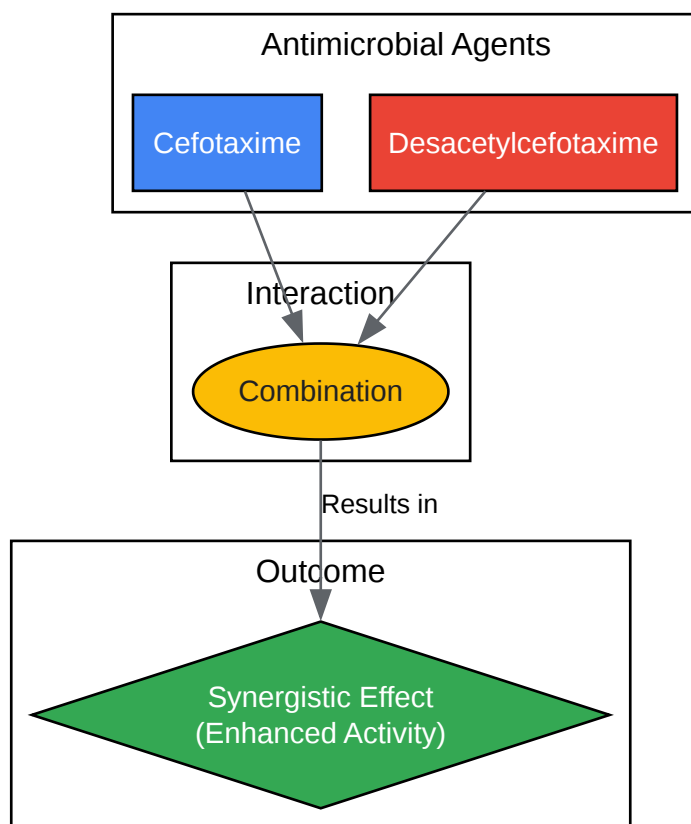 Antimicrobial Agents
Cefotaxime
Desacetylcefotaxime
Interaction
Combination
Results in
Outcome
Synergistic Effect
(Enhanced Activity)